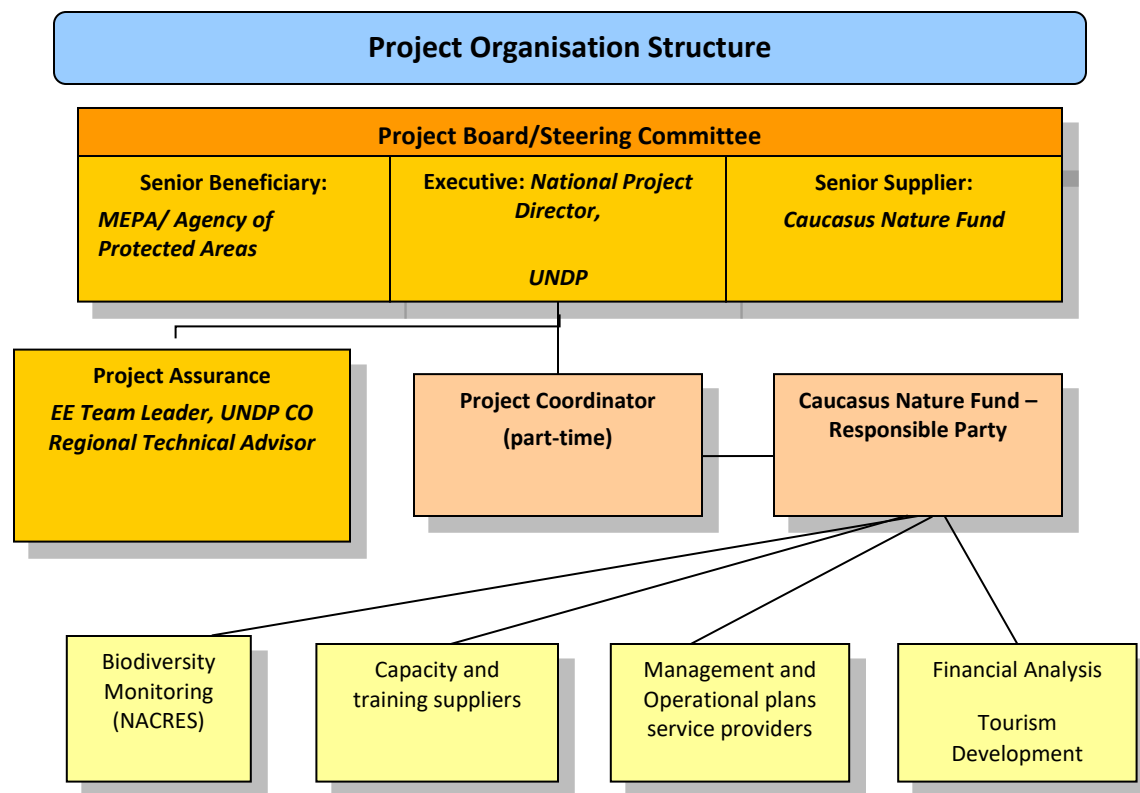 Project Organisation Structure
Project Board/Steering Committee
Senior Beneficiary:
MEPA/ Agency of
Protected Areas
Executive: National Project
Director,
UNDP
Senior Supplier:
Caucasus Nature Fund
Project Assurance
EE Team Leader, UNDP CO
Regional Technical Advisor
Project Coordinator
(part-time)
Caucasus Nature Fund –
Responsible Party
Biodiversity
Monitoring
(NACRES)
Capacity and
training suppliers
Management and
Operational plans
service providers
Financial Analysis
Tourism
Development